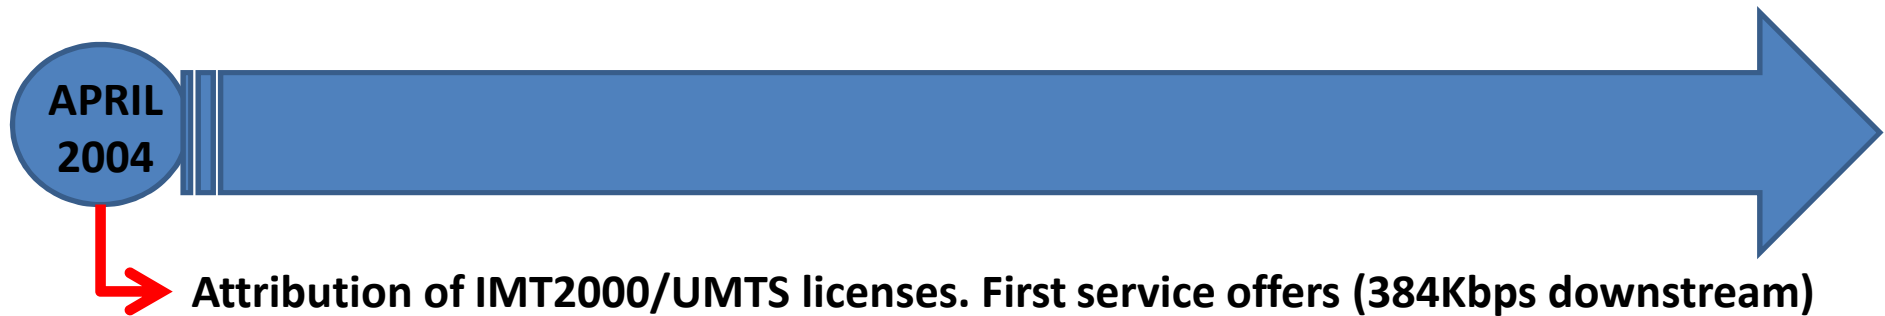 APRIL
2004
Attribution of IMT2000/UMTS licenses. First service offers (384Kbps downstream)